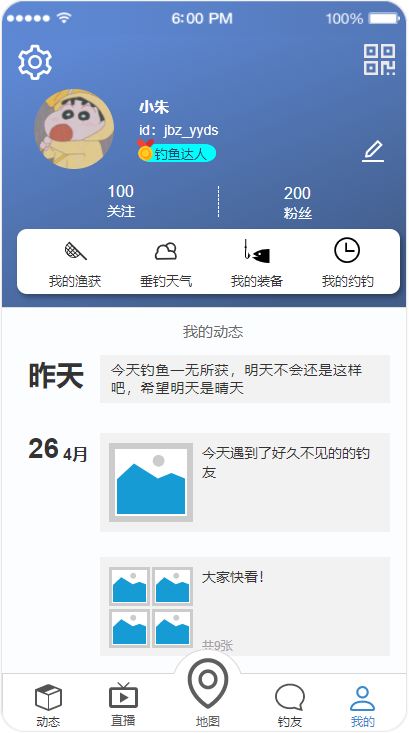 6:00 PM
100%
小朱
id：jbz_yyds
钓鱼达人
100
200
关注
粉丝
我的渔获
垂钓天气
我的装备
我的约钓
我的动态
昨天
今天钓鱼一无所获，明天不会还是这样
吧，希望明天是晴天
26 4月
今天遇到了好久不见的的钓
友
大家快看！
共9张
动态
直播
地图
钓友
我的